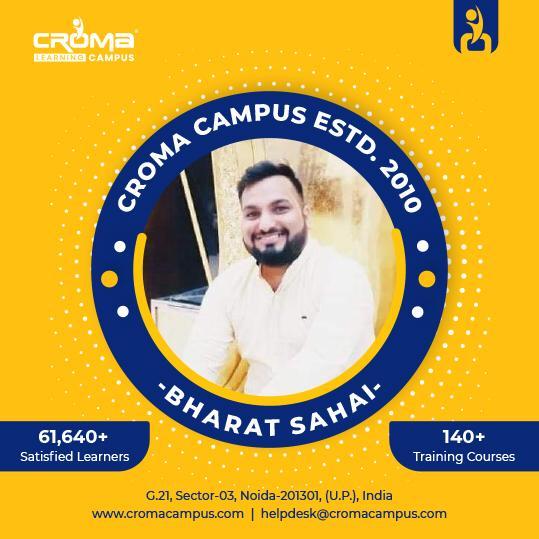 CROMA
LEARNING CAMPUS
CROMA CAMPUS ESTD. 2010
-BHARAT SAHAI-
61,640+
Satisfied Learners
140+
Training Courses
G.21, Sector-03, Noida-201301, (U.P.), India
www.cromacampus.com | helpdesk@cromacampus.com